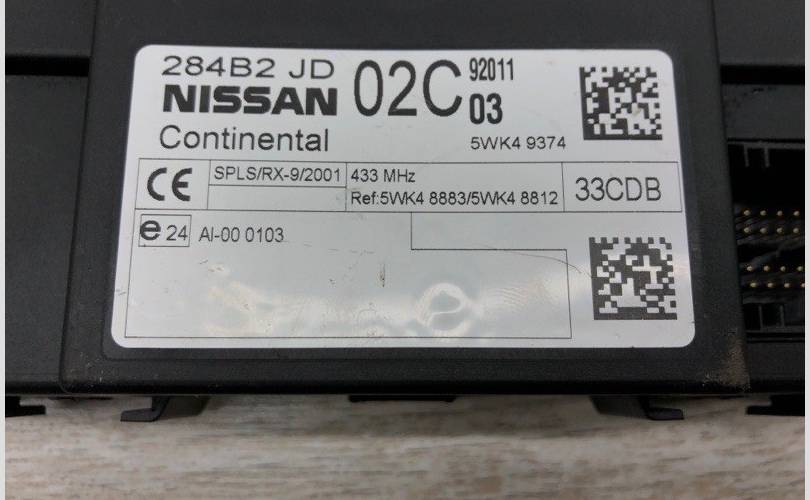 284B2 JD 02C 92011
NISSAN 03
Continental 5WK4 9374
CE SPLS/RX-9/2001 433 MHz 33CDB
Ref:5WK4 8883/5WK4 8812
e 24 AI-00 0103